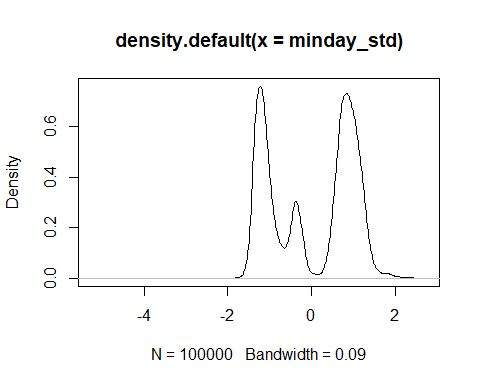 density.default(x = minday_std)
Density
0.6
0.4
0.2
0.0
-4 -2 0 2
N = 100000 Bandwidth = 0.09